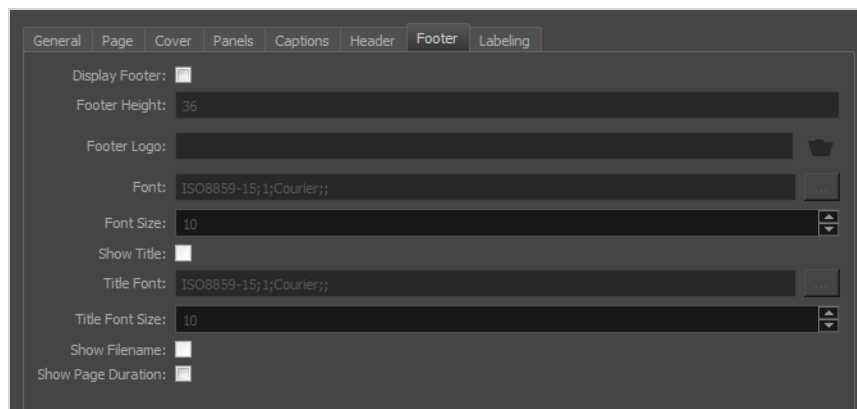 General Page Cover Panels Captions Header Footer Labeling
Display Footer:
Footer Height: 36
Footer Logo:
Font: ISO8859-15;1;Courier;; ...
Font Size: 10
Show Title:
Title Font: ISO8859-15;1;Courier;; ...
Title Font Size: 10
Show Filename:
Show Page Duration: